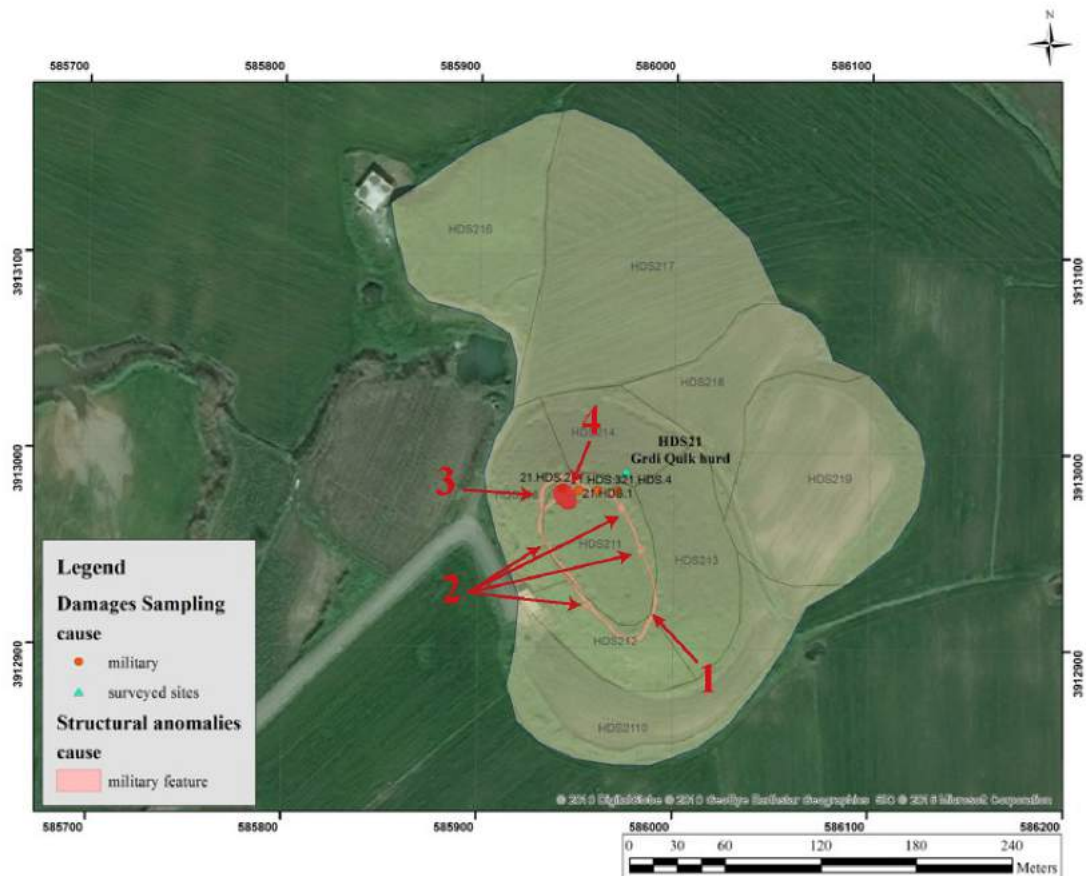 N
585700
585800
585900
586000
586100
3913100
3913100
HDS216
HDS217
HDS218
4
HDS214
HDS21
Grdi Qulk hurd
3913000
3913000
3
21.HDS.2
21.HDS.4
21.HDS.1
HDS219
HDS211
HDS213
2
HDS212
1
3912900
3912900
HDS2110
Legend
Damages Sampling
cause
military
surveyed sites
Structural anomalies
cause
military feature
585700
585800
585900
586000
586100
586200
0
30
60
120
180
240
Meters